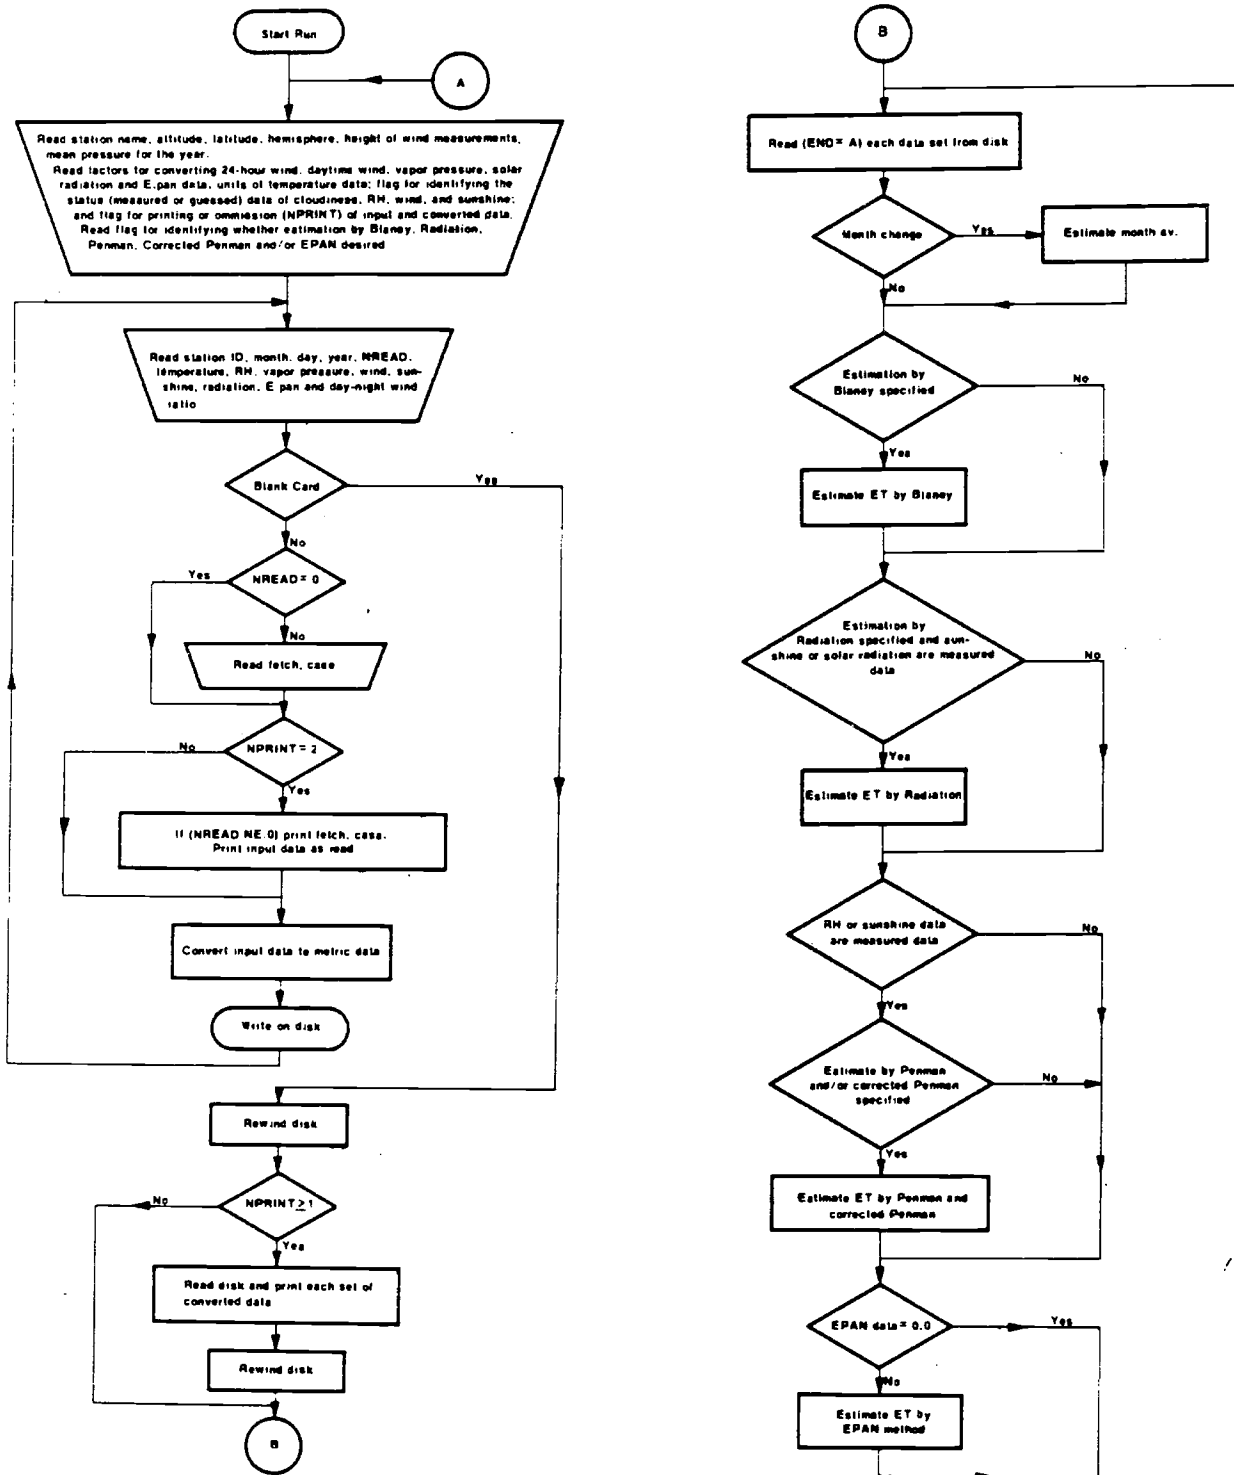 Start Run
A
Read station name, altitude, latitude, hemisphere, height of wind measurements,
mean pressure for the year.
Read factors for converting 24-hour wind, daytime wind, vapor pressure, solar
radiation and E.pan data, units of temperature data; flag for identifying the
status (measured or guessed) data of cloudiness, RH, wind, and sunshine;
and flag for printing or ommission (NPRINT) of input and converted data.
Read flag for identifying whether estimation by Blaney, Radiation,
Penman, Corrected Penman and/or EPAN desired
Read station ID, month, day, year, NREAD,
temperature, RH, vapor pressure, wind, sun-
shine, radiation, E pan and day-night wind
ratio
Blank Card
Yes
No
NREAD = 0
Yes
No
Read fetch, case
NPRINT = 2
No
Yes
If (NREAD NE.0) print fetch, case.
Print input data as read
Convert input data to metric data
Write on disk
Rewind disk
NPRINT ≥ 1
No
Yes
Read disk and print each set of
converted data
Rewind disk
B
B
Read (END = A) each data set from disk
Month change
Yes
Estimate month av.
No
Estimation by
Blaney specified
No
Yes
Estimate ET by Blaney
Estimation by
Radiation specified and sun-
shine or solar radiation are measured
data
No
Yes
Estimate ET by Radiation
RH or sunshine data
are measured data
No
Yes
Estimate by Penman
and/or corrected Penman
specified
No
Yes
Estimate ET by Penman and
corrected Penman
EPAN data = 0.0
Yes
No
Estimate ET by
EPAN method